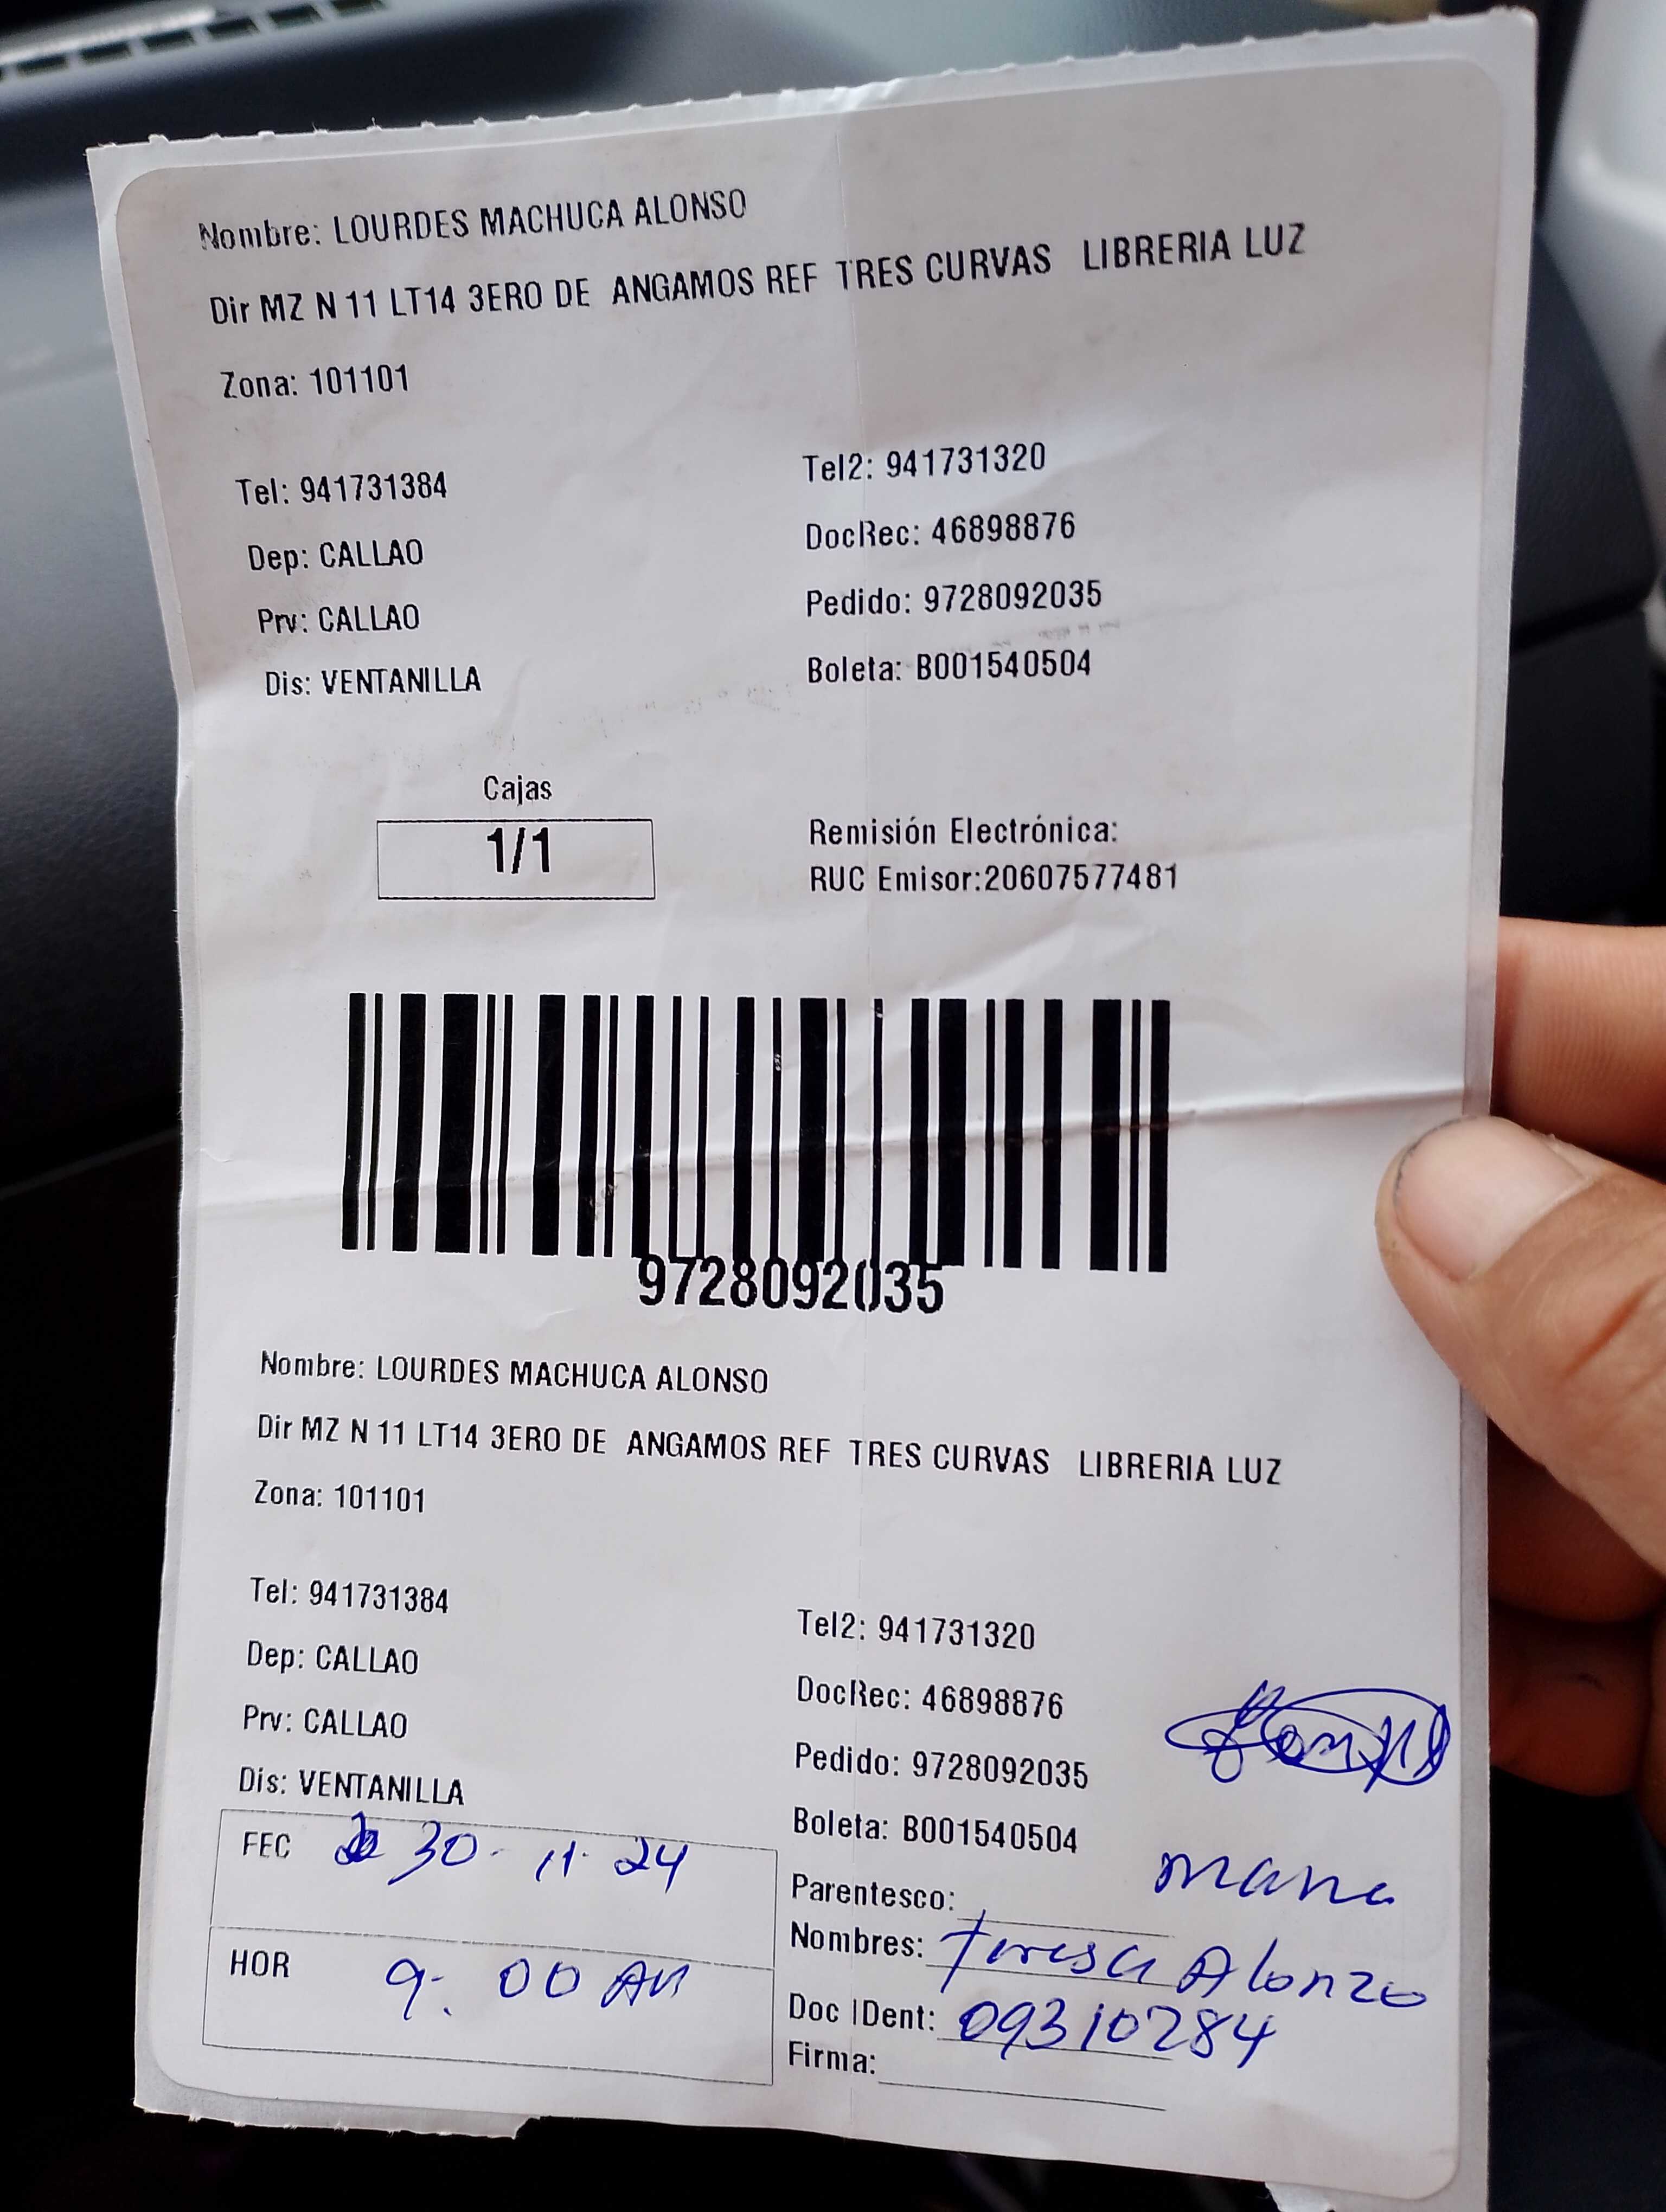 Nombre: LOURDES MACHUCA ALONSO
Dir MZ N 11 LT14 3ERO DE ANGAMOS REF TRES CURVAS LIBRERIA LUZ
Zona: 101101
Tel: 941731384 Tel2: 941731320
Dep: CALLAO DocRec: 46898876
Prv: CALLAO Pedido: 9728092035
Dis: VENTANILLA Boleta: B001540504
Cajas
1/1
Remisión Electrónica:
RUC Emisor:20607577481
9728092035
Nombre: LOURDES MACHUCA ALONSO
Dir MZ N 11 LT14 3ERO DE ANGAMOS REF TRES CURVAS LIBRERIA LUZ
Zona: 101101
Tel: 941731384 Tel2: 941731320
Dep: CALLAO DocRec: 46898876
Prv: CALLAO Pedido: 9728092035
Dis: VENTANILLA Boleta: B001540504
FEC 30-11-24
HOR 9:00 AM
Parentesco:
Nombres: Teresa Alonzo
Doc IDent: 09310284
Firma: